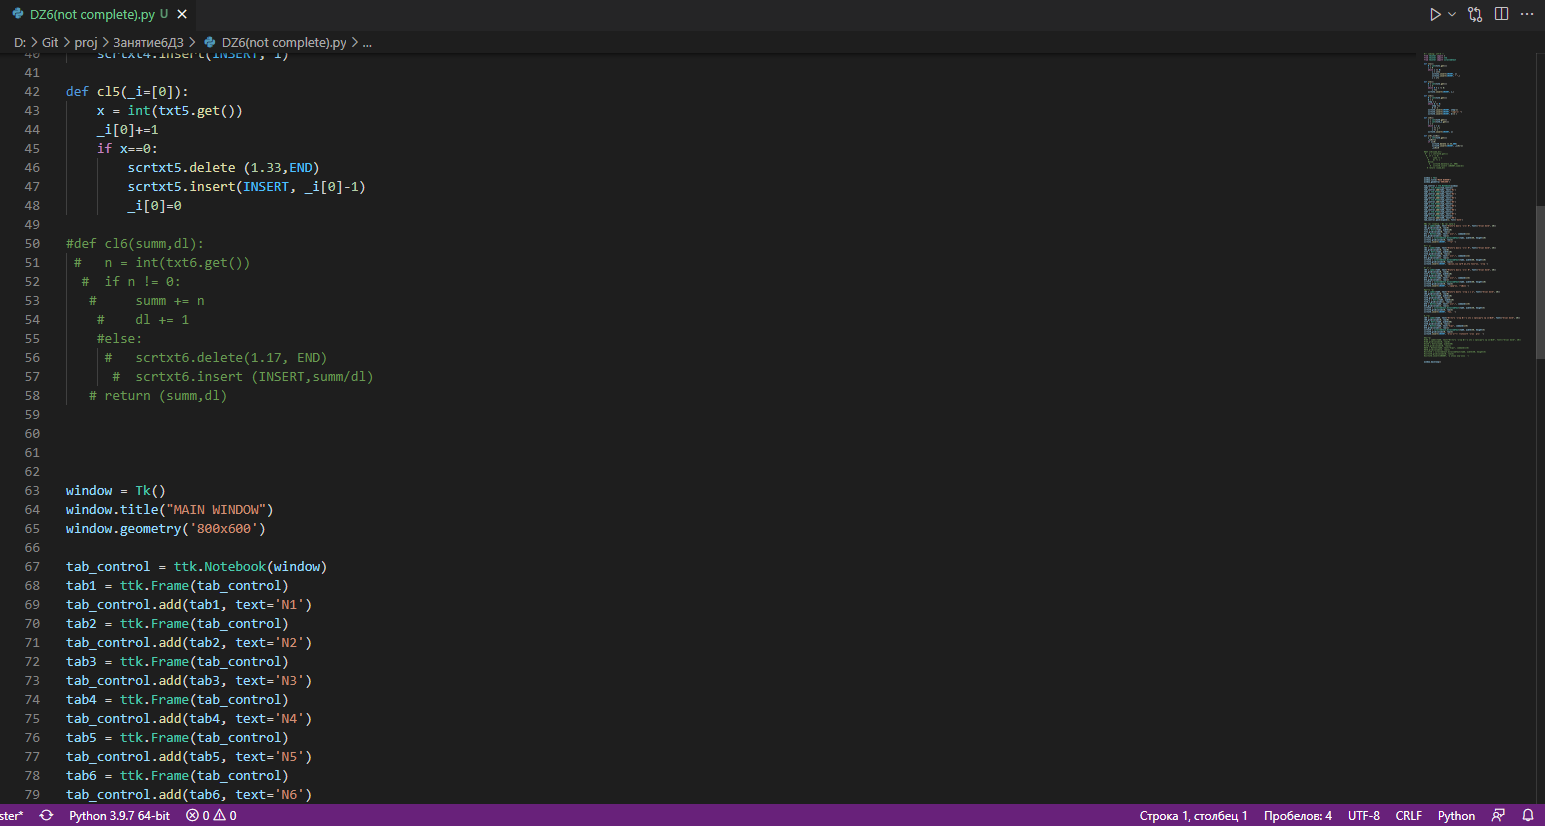 DZ6(not complete).py U
D: > Git > proj > Занятие6ДЗ > DZ6(not complete).py > ...
40 scrtxt4.insert(INSERT, 1)
41
42 def cl5(_i=[0]):
43 x = int(txt5.get())
44 _i[0]+=1
45 if x==0:
46 scrtxt5.delete (1.33,END)
47 scrtxt5.insert(INSERT, _i[0]-1)
48 _i[0]=0
49
50 #def cl6(summ,dl):
51 # n = int(txt6.get())
52 # if n != 0:
53 # summ += n
54 # dl += 1
55 #else:
56 # scrtxt6.delete(1.17, END)
57 # scrtxt6.insert (INSERT,summ/dl)
58 # return (summ,dl)
59
60
61
62
63 window = Tk()
64 window.title("MAIN WINDOW")
65 window.geometry('800x600')
66
67 tab_control = ttk.Notebook(window)
68 tab1 = ttk.Frame(tab_control)
69 tab_control.add(tab1, text='N1')
70 tab2 = ttk.Frame(tab_control)
71 tab_control.add(tab2, text='N2')
72 tab3 = ttk.Frame(tab_control)
73 tab_control.add(tab3, text='N3')
74 tab4 = ttk.Frame(tab_control)
75 tab_control.add(tab4, text='N4')
76 tab5 = ttk.Frame(tab_control)
77 tab_control.add(tab5, text='N5')
78 tab6 = ttk.Frame(tab_control)
79 tab_control.add(tab6, text='N6')
ster* Python 3.9.7 64-bit 0 0 Строка 1, столбец 1 Пробелов: 4 UTF-8 CRLF Python